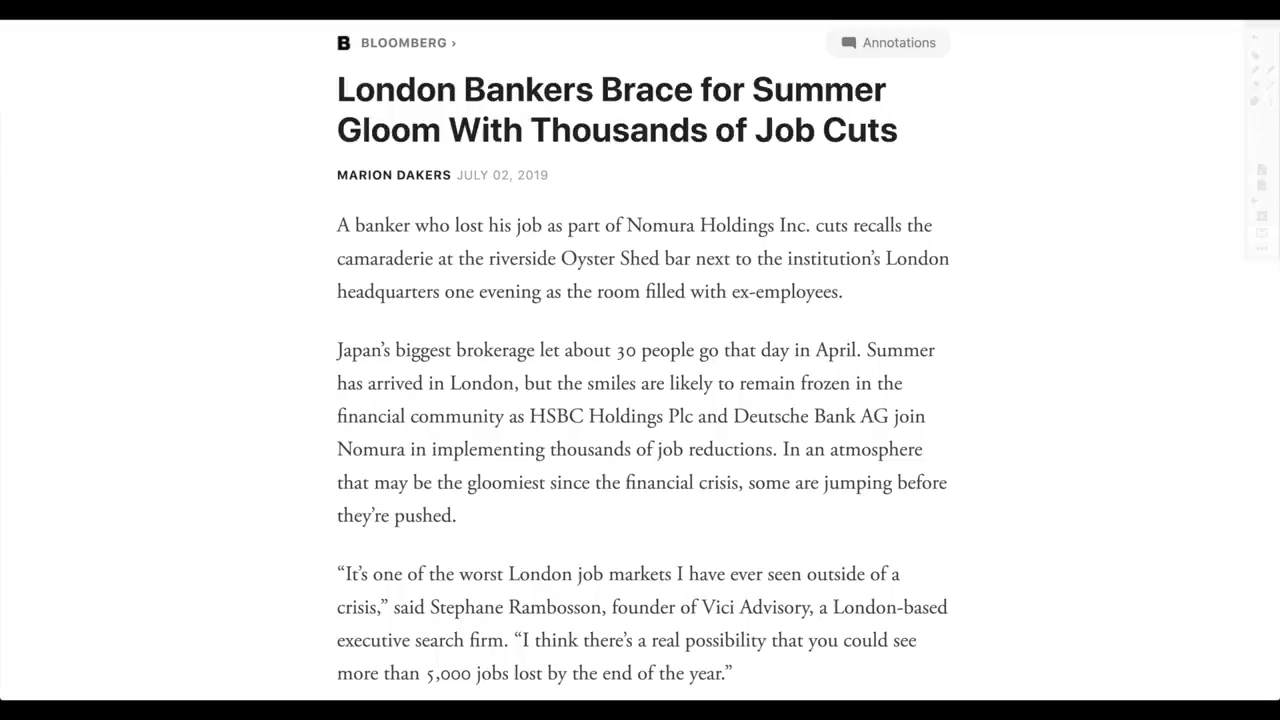 BLOOMBERG ›
Annotations
London Bankers Brace for Summer
Gloom With Thousands of Job Cuts
MARION DAKERS JULY 02, 2019
A banker who lost his job as part of Nomura Holdings Inc. cuts recalls the
camaraderie at the riverside Oyster Shed bar next to the institution’s London
headquarters one evening as the room filled with ex-employees.
Japan’s biggest brokerage let about 30 people go that day in April. Summer
has arrived in London, but the smiles are likely to remain frozen in the
financial community as HSBC Holdings Plc and Deutsche Bank AG join
Nomura in implementing thousands of job reductions. In an atmosphere
that may be the gloomiest since the financial crisis, some are jumping before
they’re pushed.
“It’s one of the worst London job markets I have ever seen outside of a
crisis,” said Stephane Rambosson, founder of Vici Advisory, a London-based
executive search firm. “I think there’s a real possibility that you could see
more than 5,000 jobs lost by the end of the year.”